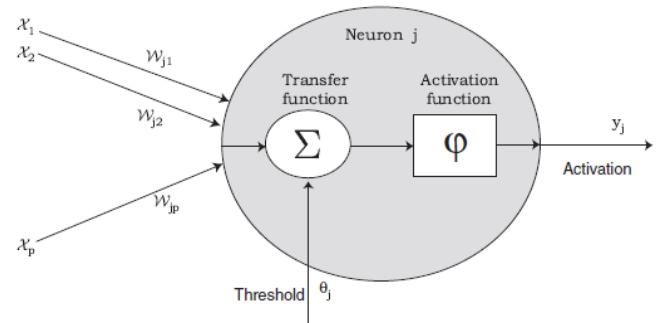 X₁
X₂
Wⱼ₁
Wⱼ₂
Neuron j
Transfer
function
Activation
function
Σ
φ
yⱼ
Activation
Wⱼₚ
Xₚ
Threshold
θⱼ